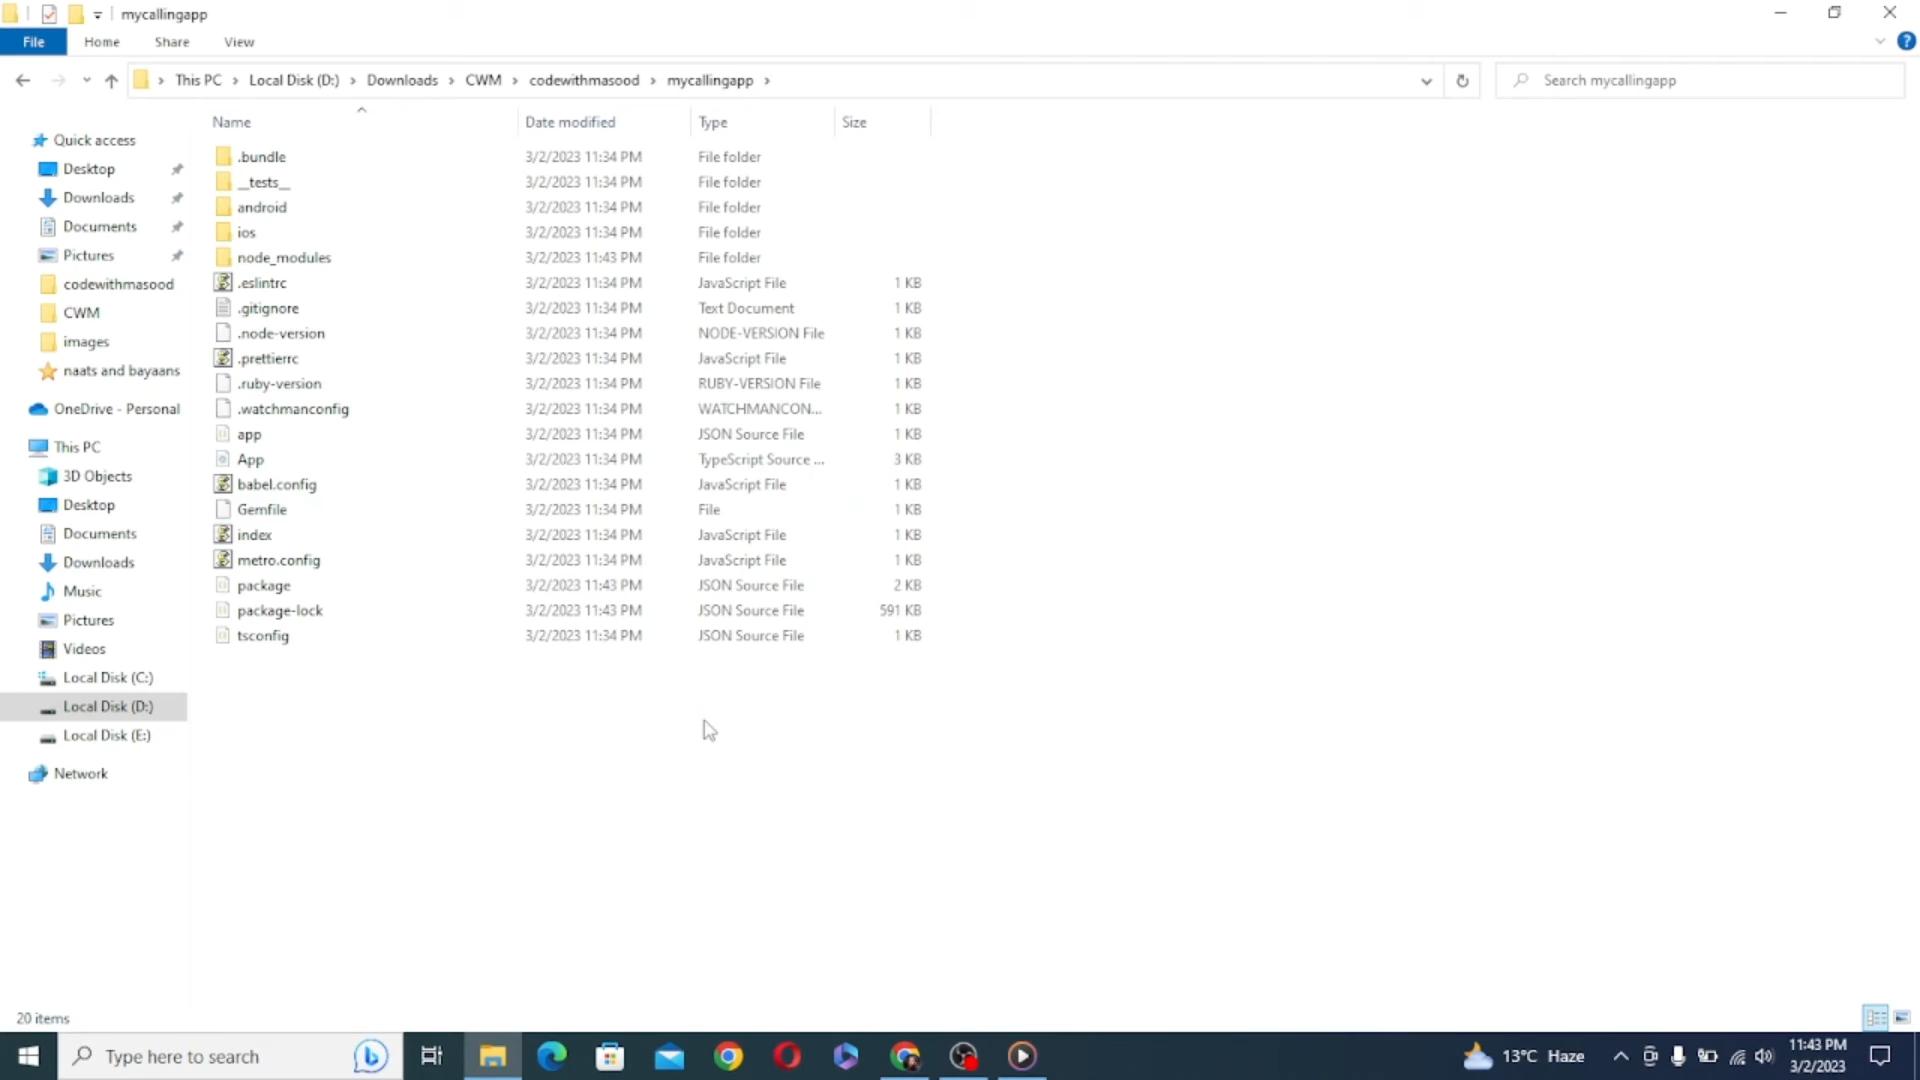 mycallingapp
File Home Share View
This PC Local Disk (D:) Downloads CWM codewithmasood mycallingapp
Search mycallingapp
Name Date modified Type Size
Quick access
Desktop
Downloads
Documents
Pictures
codewithmasood
CWM
images
naats and bayaans
OneDrive - Personal
This PC
3D Objects
Desktop
Documents
Downloads
Music
Pictures
Videos
Local Disk (C:)
Local Disk (D:)
Local Disk (E:)
Network
.bundle 3/2/2023 11:34 PM File folder
__tests__ 3/2/2023 11:34 PM File folder
android 3/2/2023 11:34 PM File folder
ios 3/2/2023 11:34 PM File folder
node_modules 3/2/2023 11:43 PM File folder
.eslintrc 3/2/2023 11:34 PM JavaScript File 1 KB
.gitignore 3/2/2023 11:34 PM Text Document 1 KB
.node-version 3/2/2023 11:34 PM NODE-VERSION File 1 KB
.prettierrc 3/2/2023 11:34 PM JavaScript File 1 KB
.ruby-version 3/2/2023 11:34 PM RUBY-VERSION File 1 KB
.watchmanconfig 3/2/2023 11:34 PM WATCHMANCON... 1 KB
app 3/2/2023 11:34 PM JSON Source File 1 KB
App 3/2/2023 11:34 PM TypeScript Source ... 3 KB
babel.config 3/2/2023 11:34 PM JavaScript File 1 KB
Gemfile 3/2/2023 11:34 PM File 1 KB
index 3/2/2023 11:34 PM JavaScript File 1 KB
metro.config 3/2/2023 11:34 PM JavaScript File 1 KB
package 3/2/2023 11:43 PM JSON Source File 2 KB
package-lock 3/2/2023 11:43 PM JSON Source File 591 KB
tsconfig 3/2/2023 11:34 PM JSON Source File 1 KB
20 items
Type here to search
13°C Haze
11:43 PM
3/2/2023